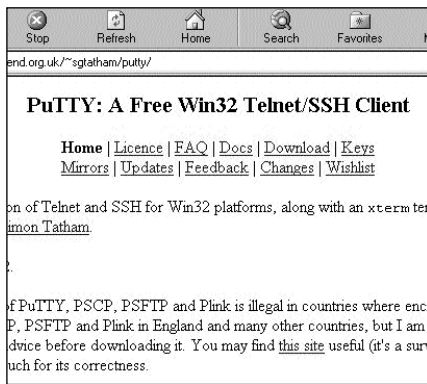 Stop Refresh Home Search Favorites
end.org.uk/~sgtatham/putty/
PuTTY: A Free Win32 Telnet/SSH Client
Home | Licence | FAQ | Docs | Download | Keys
Mirrors | Updates | Feedback | Changes | Wishlist
on of Telnet and SSH for Win32 platforms, along with an xterm ter
imon Tatham.
2.
of PuTTY, PSCP, PSFTP and Plink is illegal in countries where enc
P, PSFTP and Plink in England and many other countries, but I am
dvice before downloading it. You may find this site useful (it's a sur
uch for its correctness.